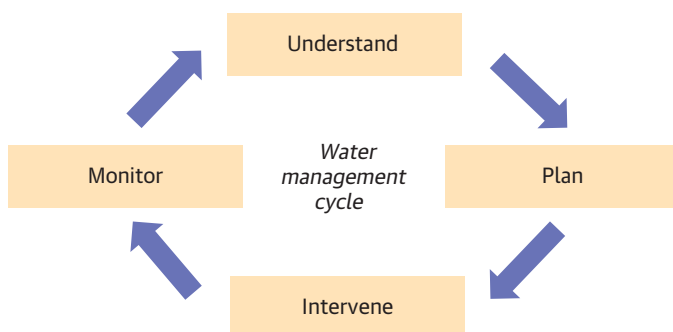 Understand
Monitor
Water
management
cycle
Plan
Intervene